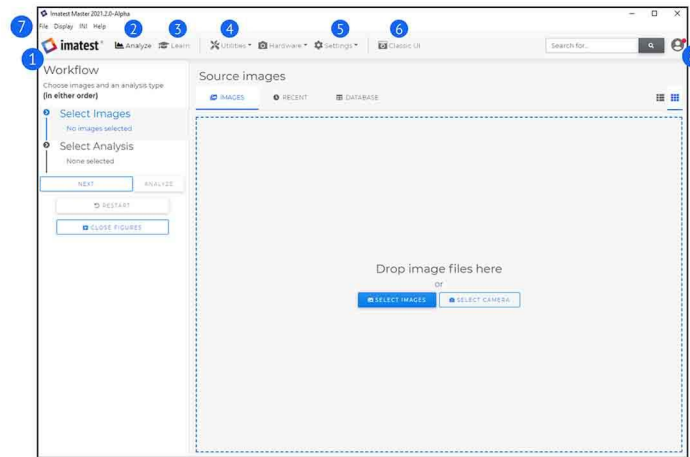 Imatest Master 2021.2.0-Alpha
7
File Display INI Help
2 3 4 5 6
1
imatest® Analyze Learn Utilities Hardware Settings Classic UI Search for...
Workflow
Choose images and an analysis type
(in either order)
Select Images
No images selected
Select Analysis
None selected
NEXT ANALYZE
RESTART
CLOSE FIGURES
Source images
IMAGES RECENT DATABASE
Drop image files here
or
SELECT IMAGES SELECT CAMERA